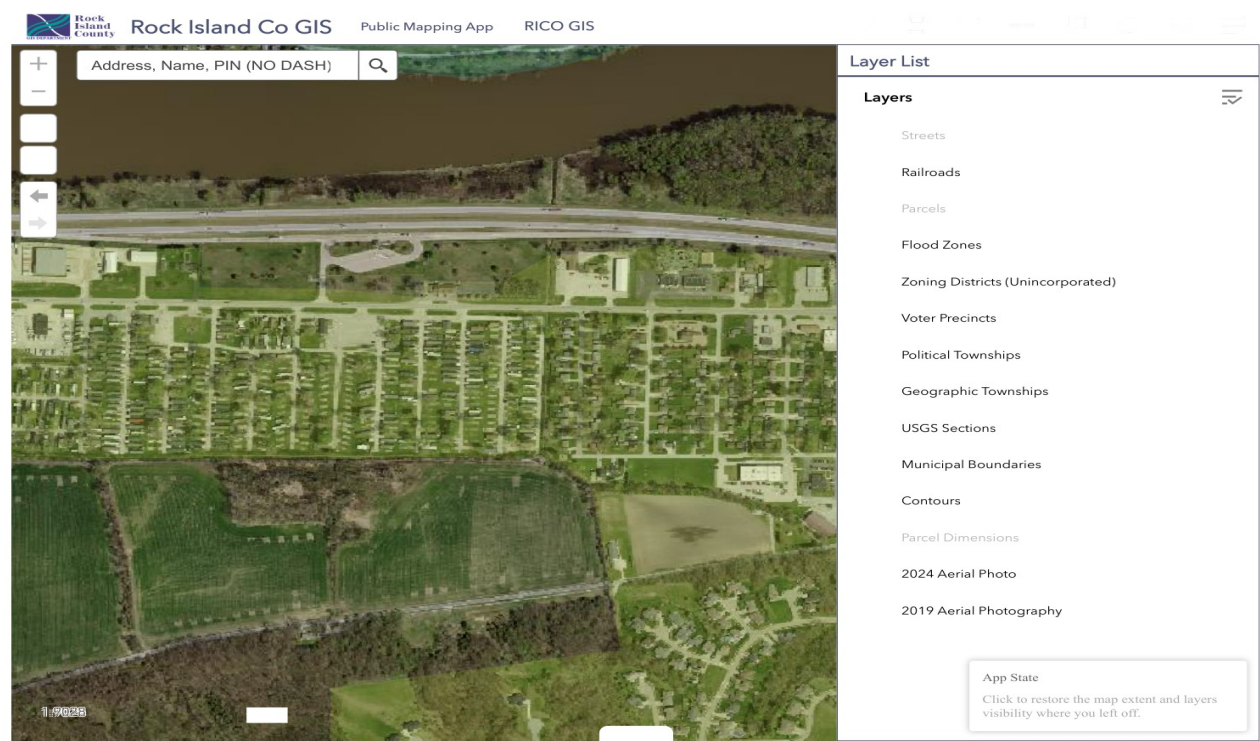 Rock Island County
GIS DEPARTMENT
Rock Island Co GIS
Public Mapping App
RICO GIS
Address, Name, PIN (NO DASH)
Layer List
Layers
Streets
Railroads
Parcels
Flood Zones
Zoning Districts (Unincorporated)
Voter Precincts
Political Townships
Geographic Townships
USGS Sections
Municipal Boundaries
Contours
Parcel Dimensions
2024 Aerial Photo
2019 Aerial Photography
App State
Click to restore the map extent and layers
visibility where you left off.